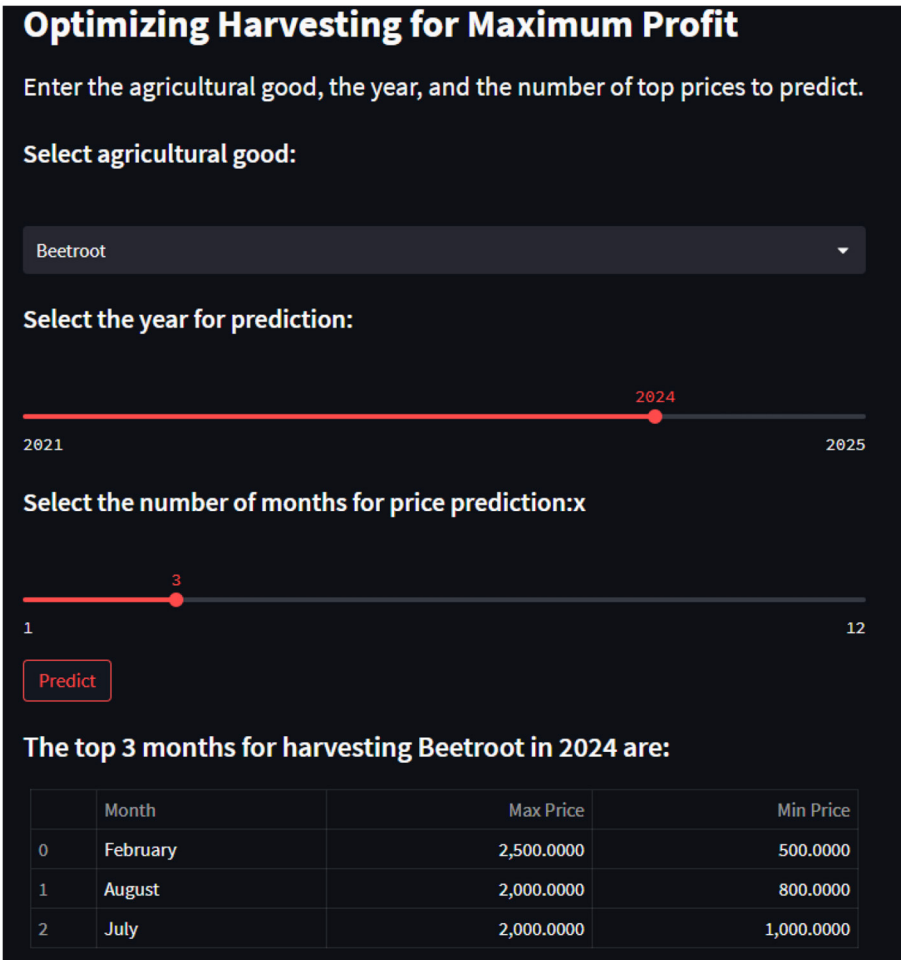 Optimizing Harvesting for Maximum Profit
Enter the agricultural good, the year, and the number of top prices to predict.
Select agricultural good:
Beetroot
Select the year for prediction:
2024
2021 2025
Select the number of months for price prediction:x
3
1 12
Predict
The top 3 months for harvesting Beetroot in 2024 are:
Month Max Price Min Price
0 February 2,500.0000 500.0000
1 August 2,000.0000 800.0000
2 July 2,000.0000 1,000.0000